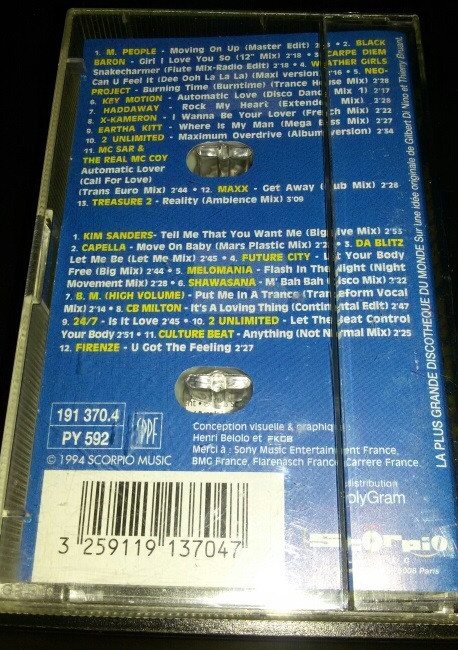 1. M. PEOPLE - Moving On Up (Master Edit) • 2. BLACK
BARON - Girl I Love You So (12" Mix) 2'18 • CARPE DIEM
Snakecharmer (Flute Mix-Radio Edit) 2'18 • 4. WEATHER GIRLS
Can U Feel It (Dee Ooh La La La) (Maxi version) 2'16 • 5. NEO-
PROJECT - Burning Time (Burntime) (Trance House Mix) 2'28
6. KEY MOTION - Automatic Love (Disco Dance Mix 1) 2'17
7. HADDAWAY - Rock My Heart (Extended Mix) 2'28
8. X-KAMERON - I Wanna Be Your Lover (French Mix) 2'22
9. EARTHA KITT - Where Is My Man (Mega Mix) 2'27
10. 2 UNLIMITED - Maximum Overdrive (Album version) 2'34
11. MC SAR &
THE REAL MC COY
Automatic Lover
(Call For Love)
(Trans Euro Mix) 2'44 • 12. MAXX - Get Away (Mix) 2'28
13. TREASURE 2 - Reality (Ambience Mix) 3'09
1. KIM SANDERS- Tell Me That You Want Me (Mix) 2'53
2. CAPELLA - Move On Baby (Mars Plastic Mix) • 3. DA BLITZ
Let Me Be (Let Me Mix) 2'45 • 4. FUTURE CITY - Let Your Body
Free (Big Mix) 2'44 • 5. MELOMANIA - Flash In The Night (Night
Movement Mix) 2'28 • 6. SHAWASANA - M' Bah Bah (Disco Mix) 2'22
7. B. M. (HIGH VOLUME) - Put Me In A Trance (Tranceform Vocal
Mix) 2'14 • 8. CB MILTON - It's A Loving Thing (Continental Edit) 2'47
9. 24/7 - Is It Love 2'45 • 10. 2 UNLIMITED - Let The Beat Control
Your Body 2'51 • 11. CULTURE BEAT - Anything (Not Normal Mix) 2'25
12. FIRENZE - U Got The Feeling 2'27
LA PLUS GRANDE DISCOTHEQUE DU MONDE Sur une idée originale de Gilbert Di Nino et Thierry Bruant
191 370.4
PY 592
SPPF
© 1994 SCORPIO MUSIC
Conception visuelle & graphique
Henri Belolo et FKGB
Merci à : Sony Music Entertainment France,
BMG France, Flarenasch France, Carrere France.
distribution
PolyGram
Scorpio
Paris
3 259119 137047